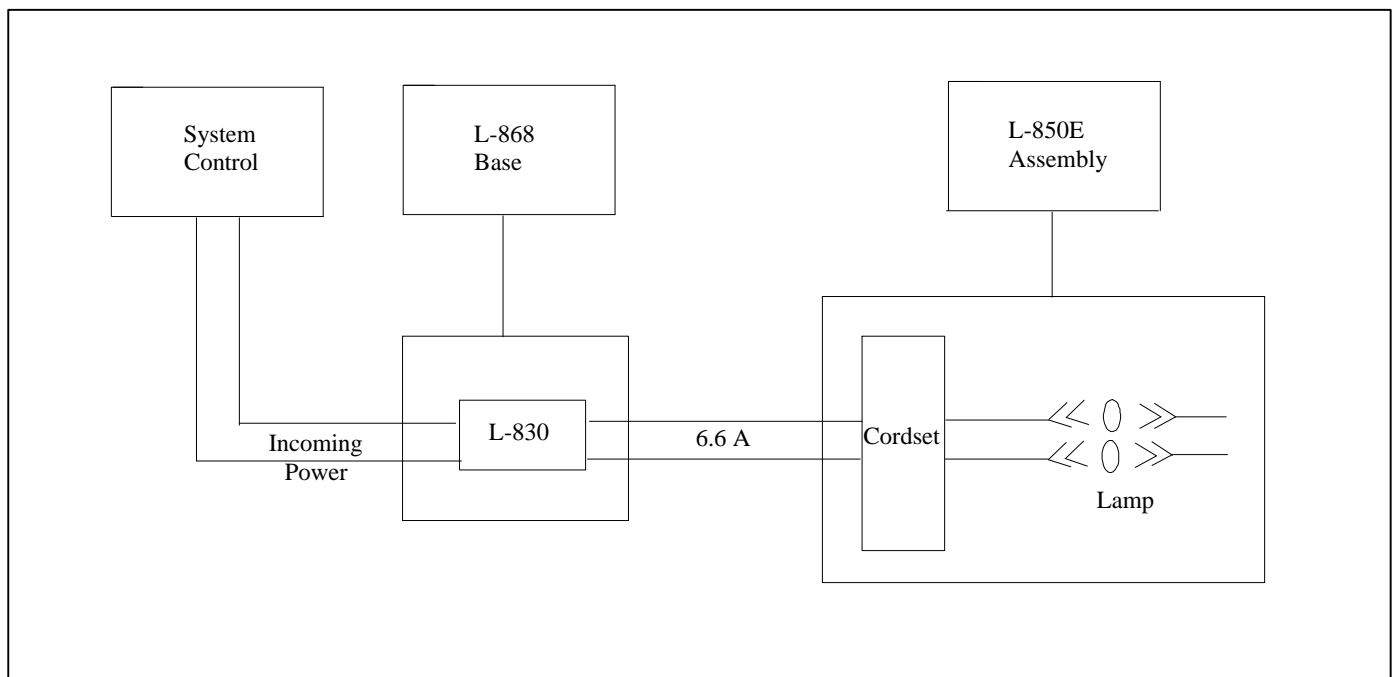 System
Control
L-868
Base
L-850E
Assembly
L-830
Incoming
Power
6.6 A
Cordset
Lamp